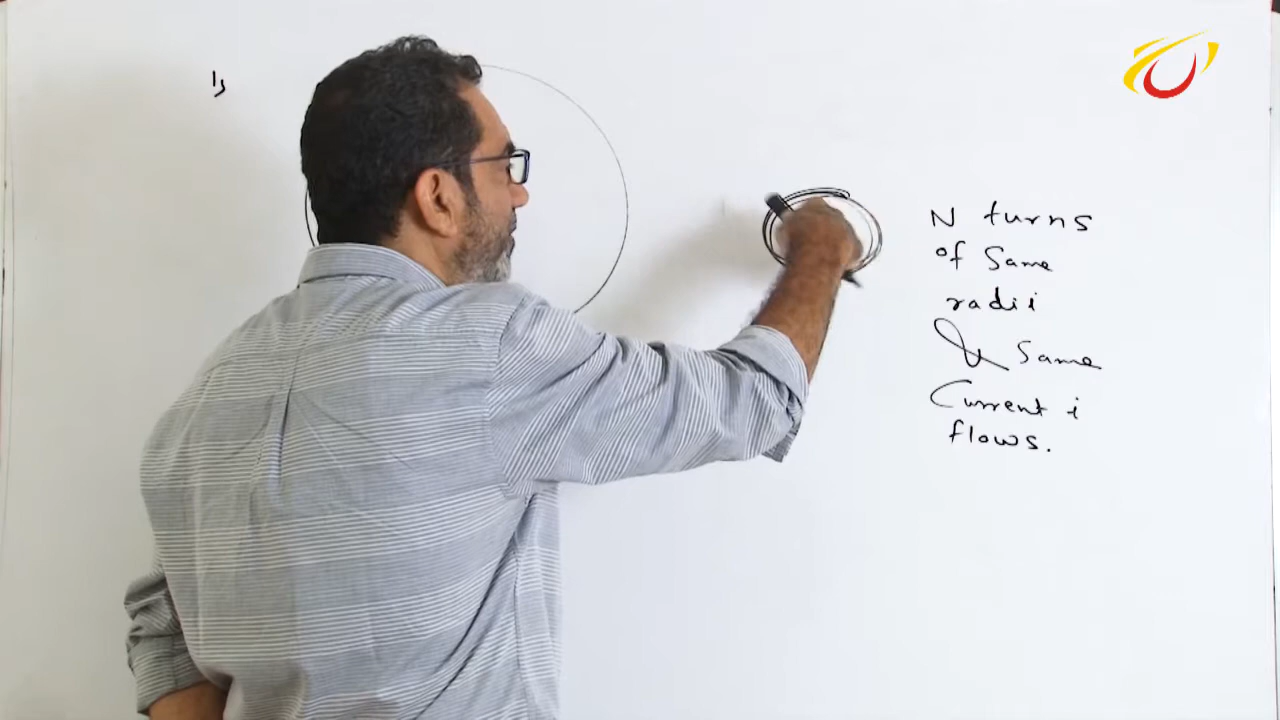 N turns
of Same
radii
& Same
Current i
flows.